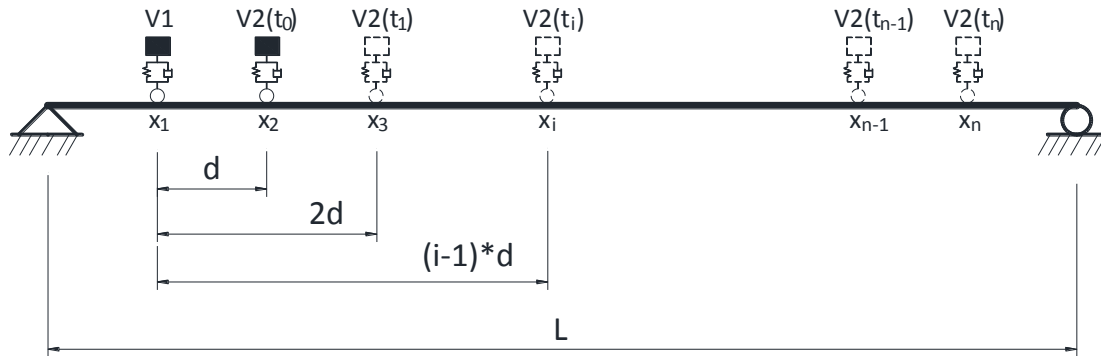 V1 V2(t₀) V2(t₁) V2(tᵢ) V2(tₙ₋₁) V2(tₙ)
x₁ x₂ x₃ xᵢ xₙ₋₁ xₙ
d
2d
(i-1)*d
L